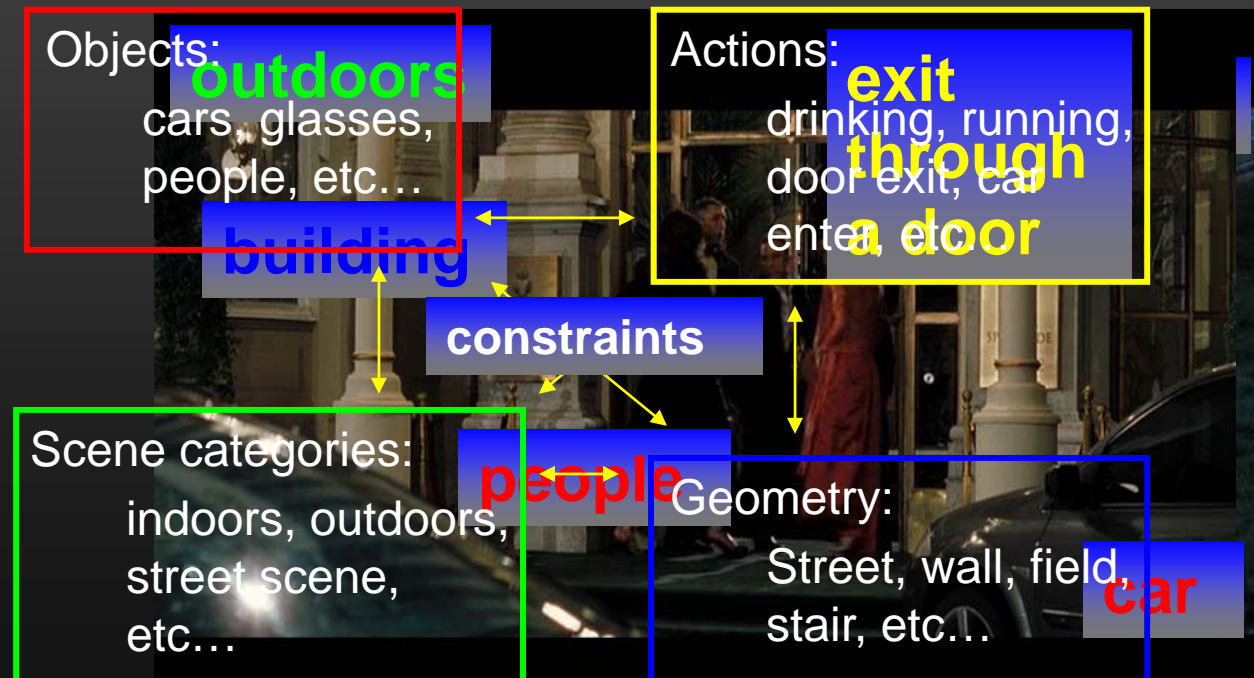 Objects:
cars, glasses,
people, etc…
outdoors
building
Actions:
drinking, running,
door exit, car
enter, etc…
exit
through
a door
constraints
Scene categories:
indoors, outdoors,
street scene,
etc…
people
Geometry:
Street, wall, field,
stair, etc…
car